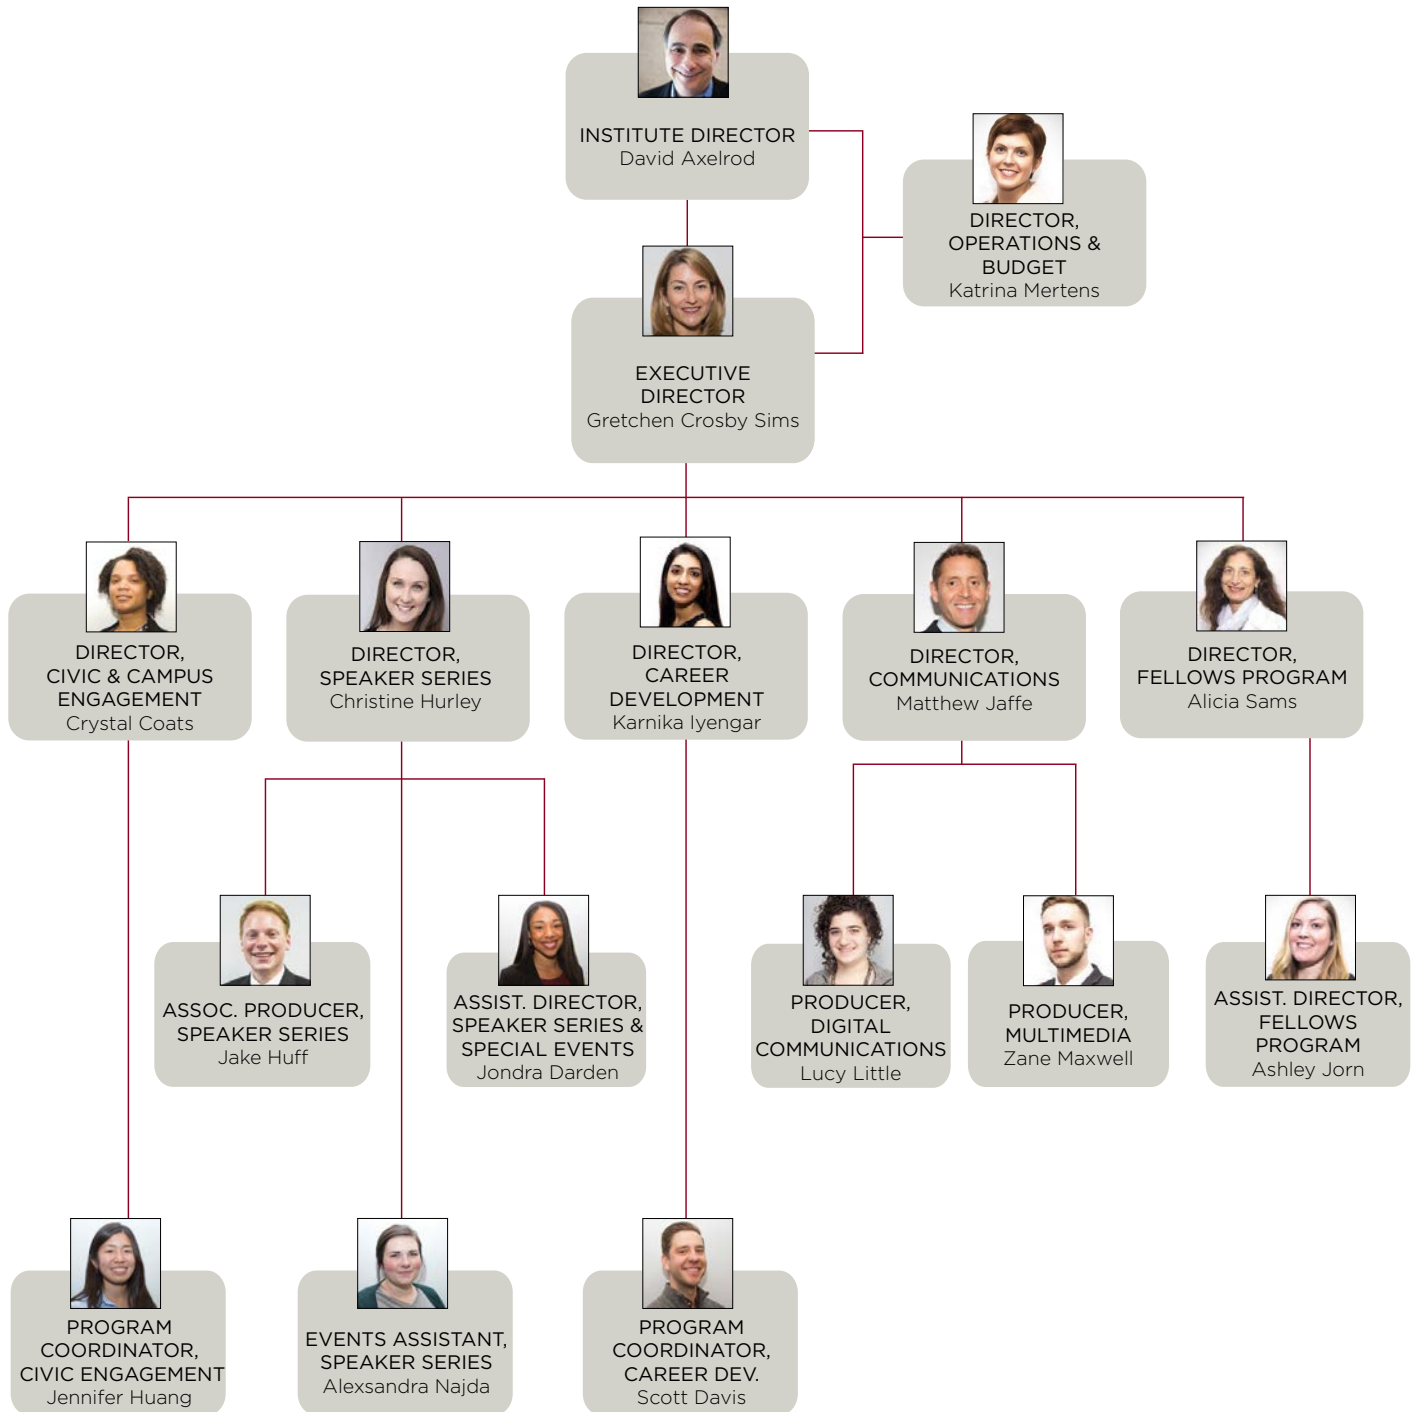 INSTITUTE DIRECTOR
David Axelrod
DIRECTOR,
OPERATIONS &
BUDGET
Katrina Mertens
EXECUTIVE
DIRECTOR
Gretchen Crosby Sims
DIRECTOR,
CIVIC & CAMPUS
ENGAGEMENT
Crystal Coats
DIRECTOR,
SPEAKER SERIES
Christine Hurley
DIRECTOR,
CAREER
DEVELOPMENT
Karnika Iyengar
DIRECTOR,
COMMUNICATIONS
Matthew Jaffe
DIRECTOR,
FELLOWS PROGRAM
Alicia Sams
ASSOC. PRODUCER,
SPEAKER SERIES
Jake Huff
ASSIST. DIRECTOR,
SPEAKER SERIES &
SPECIAL EVENTS
Jondra Darden
PRODUCER,
DIGITAL
COMMUNICATIONS
Lucy Little
PRODUCER,
MULTIMEDIA
Zane Maxwell
ASSIST. DIRECTOR,
FELLOWS
PROGRAM
Ashley Jorn
PROGRAM
COORDINATOR,
CIVIC ENGAGEMENT
Jennifer Huang
EVENTS ASSISTANT,
SPEAKER SERIES
Alexsandra Najda
PROGRAM
COORDINATOR,
CAREER DEV.
Scott Davis